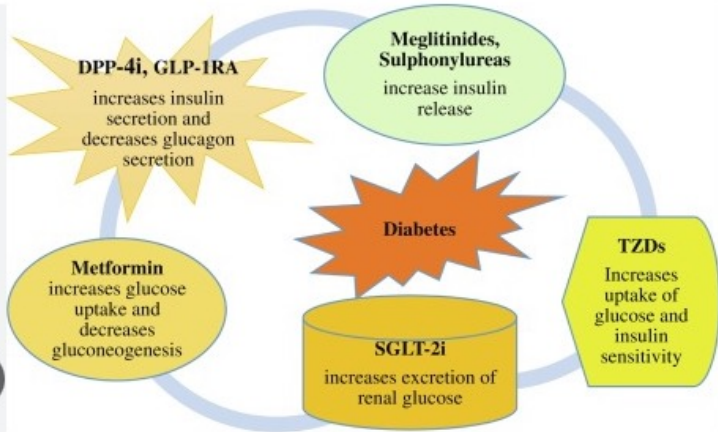 DPP-4i, GLP-1RA
increases insulin
secretion and
decreases glucagon
secretion
Meglitinides,
Sulphonylureas
increase insulin
release
Diabetes
TZDs
Increases
uptake of
glucose and
insulin
sensitivity
Metformin
increases glucose
uptake and
decreases
gluconeogenesis
SGLT-2i
increases excretion of
renal glucose